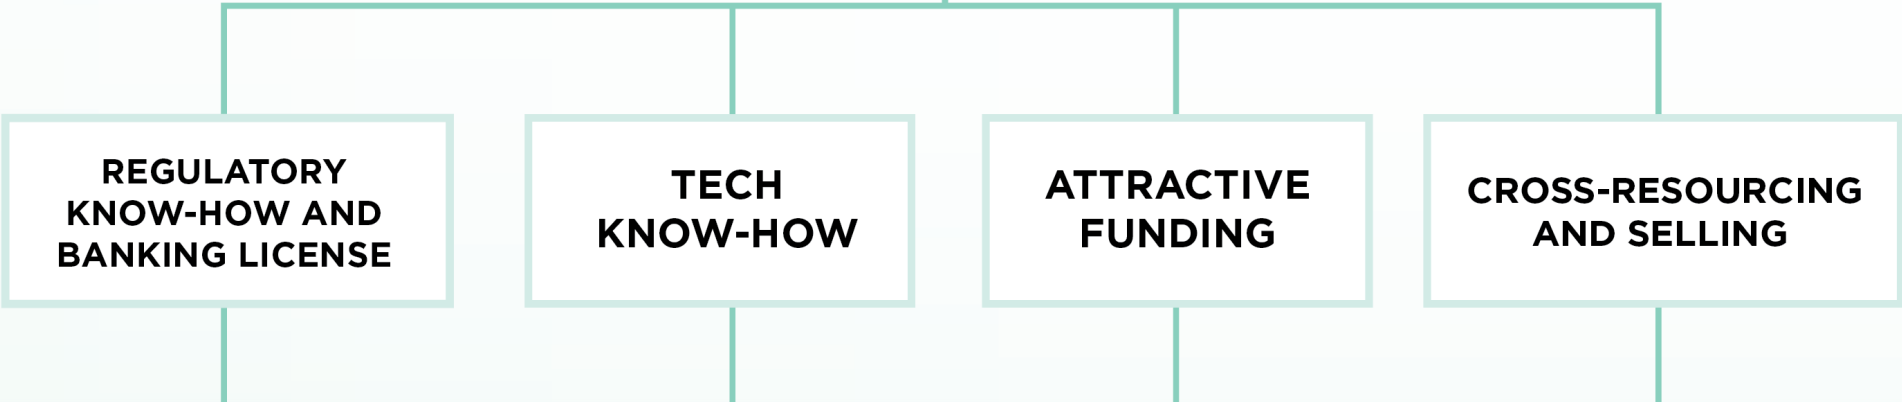 REGULATORY
KNOW-HOW AND
BANKING LICENSE
TECH
KNOW-HOW
ATTRACTIVE
FUNDING
CROSS-RESOURCING
AND SELLING